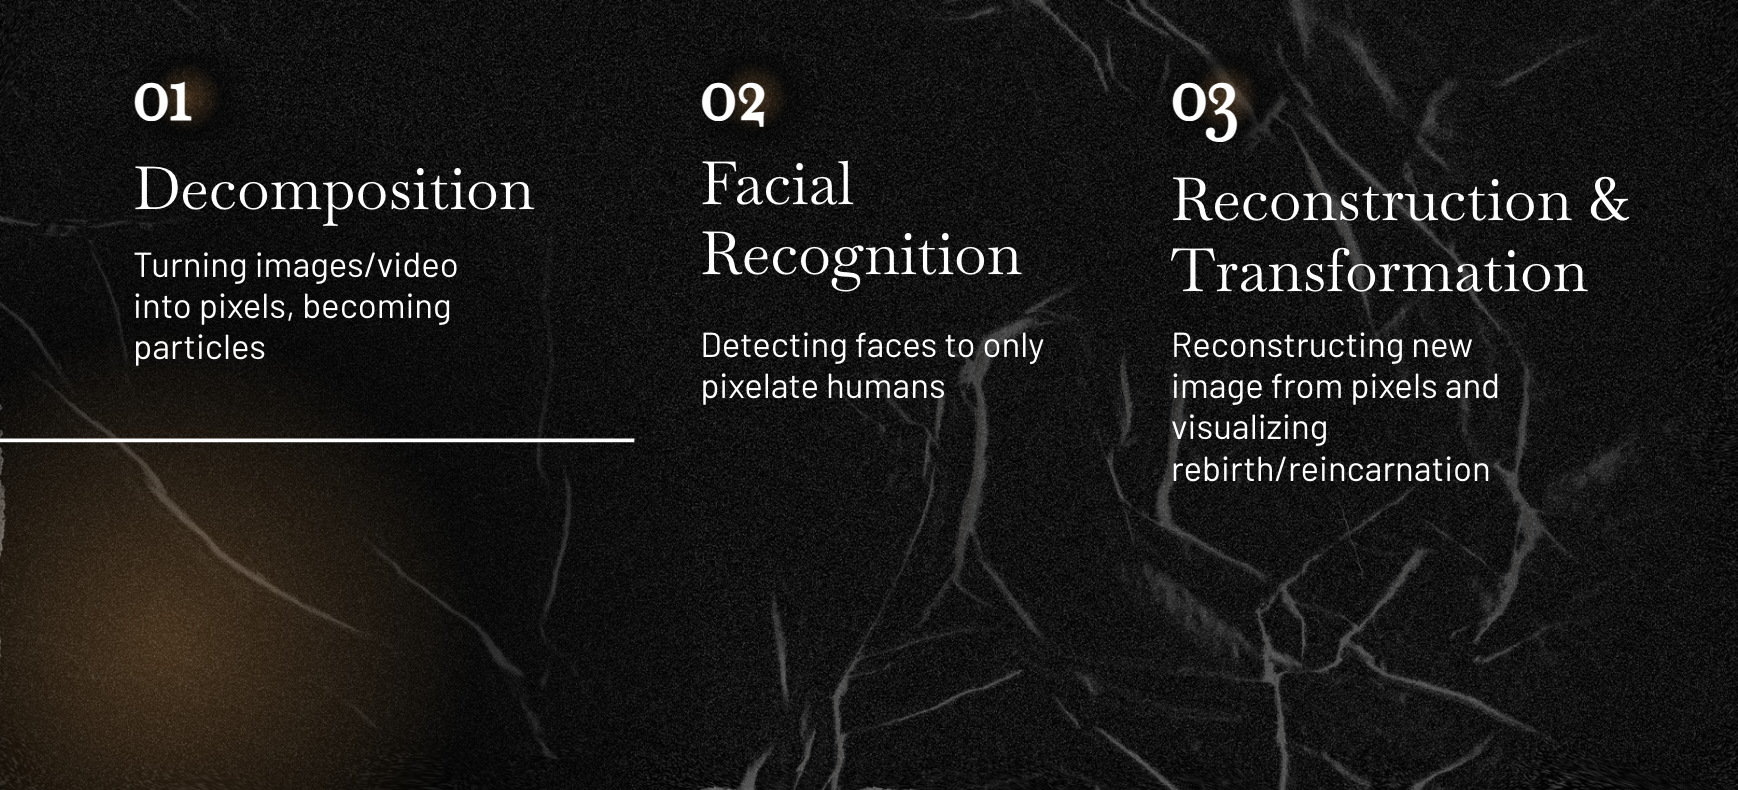 01
Decomposition
Turning images/video
into pixels, becoming
particles
02
Facial
Recognition
Detecting faces to only
pixelate humans
03
Reconstruction &
Transformation
Reconstructing new
image from pixels and
visualizing
rebirth/reincarnation